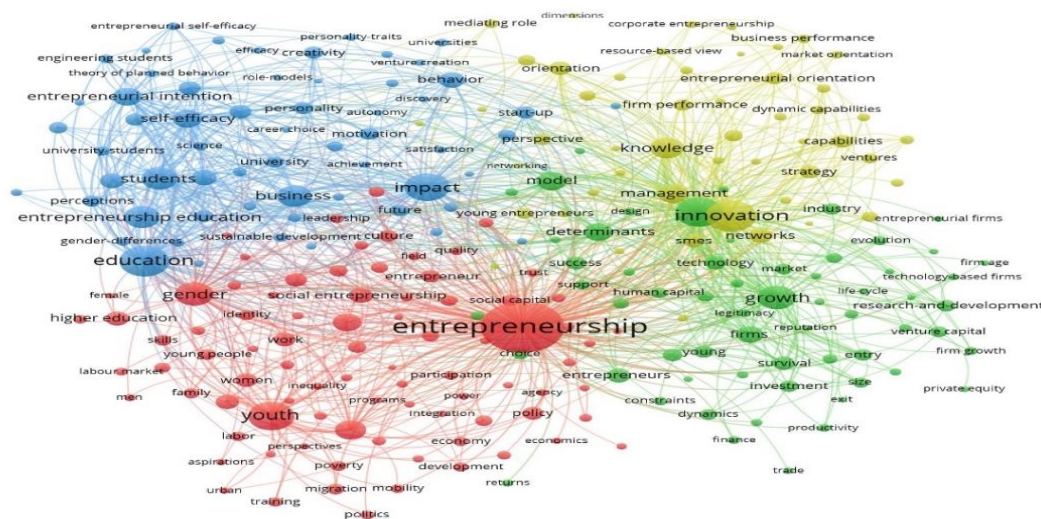 dimensions
entrepreneurial self-efficacy
mediating role
corporate entrepreneurship
personality-traits
universities
business performance
efficacy
creativity
engineering students
resource-based view
market orientation
venture creation
orientation
theory of planned behavior
role-models
behavior
entrepreneurial orientation
entrepreneurial intention
personality
discovery
firm performance
dynamic capabilities
autonomy
start-up
self-efficacy
career choice
motivation
perspective
capabilities
science
satisfaction
knowledge
university-students
university
achievement
networking
ventures
students
model
strategy
perceptions
business
impact
management
future
young entrepreneurs
design
innovation
industry
entrepreneurship education
leadership
entrepreneurial firms
sustainable development
culture
determinants
smes
networks
gender-differences
quality
evolution
education
field
success
technology
market
firm age
trust
entrepreneur
support
technology-based firms
female
gender
social entrepreneurship
social capital
human capital
growth
life-cycle
research-and-development
higher education
identity
legitimacy
entrepreneurship
reputation
skills
work
firms
venture capital
young people
choice
young
entry
firm growth
labour market
survival
women
inequality
participation
entrepreneurs
investment
size
private equity
men
family
programs
power
agency
constraints
exit
youth
integration
policy
dynamics
productivity
labor
perspectives
economy
economics
finance
aspirations
poverty
development
trade
urban
migration
mobility
returns
training
politics